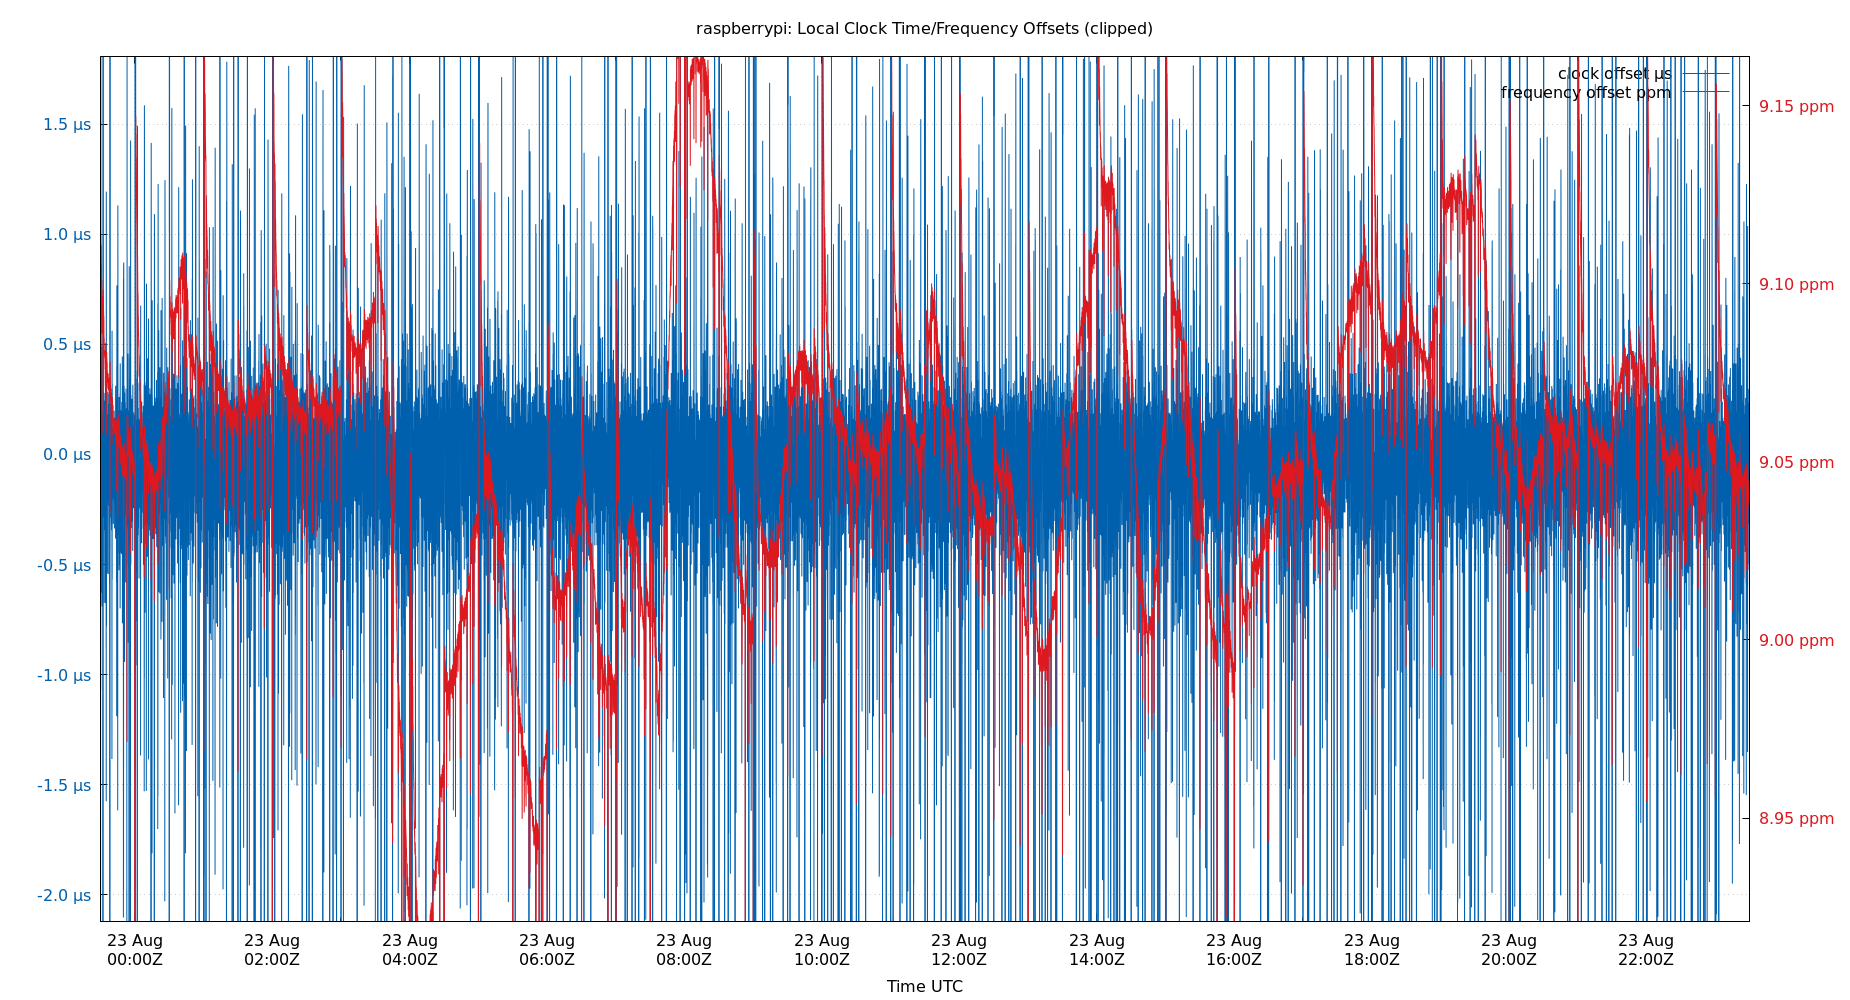 raspberrypi: Local Clock Time/Frequency Offsets (clipped)
clock offset µs
frequency offset ppm
1.5 µs
1.0 µs
0.5 µs
0.0 µs
-0.5 µs
-1.0 µs
-1.5 µs
-2.0 µs
9.15 ppm
9.10 ppm
9.05 ppm
9.00 ppm
8.95 ppm
23 Aug
00:00Z
23 Aug
02:00Z
23 Aug
04:00Z
23 Aug
06:00Z
23 Aug
08:00Z
23 Aug
10:00Z
23 Aug
12:00Z
23 Aug
14:00Z
23 Aug
16:00Z
23 Aug
18:00Z
23 Aug
20:00Z
23 Aug
22:00Z
Time UTC